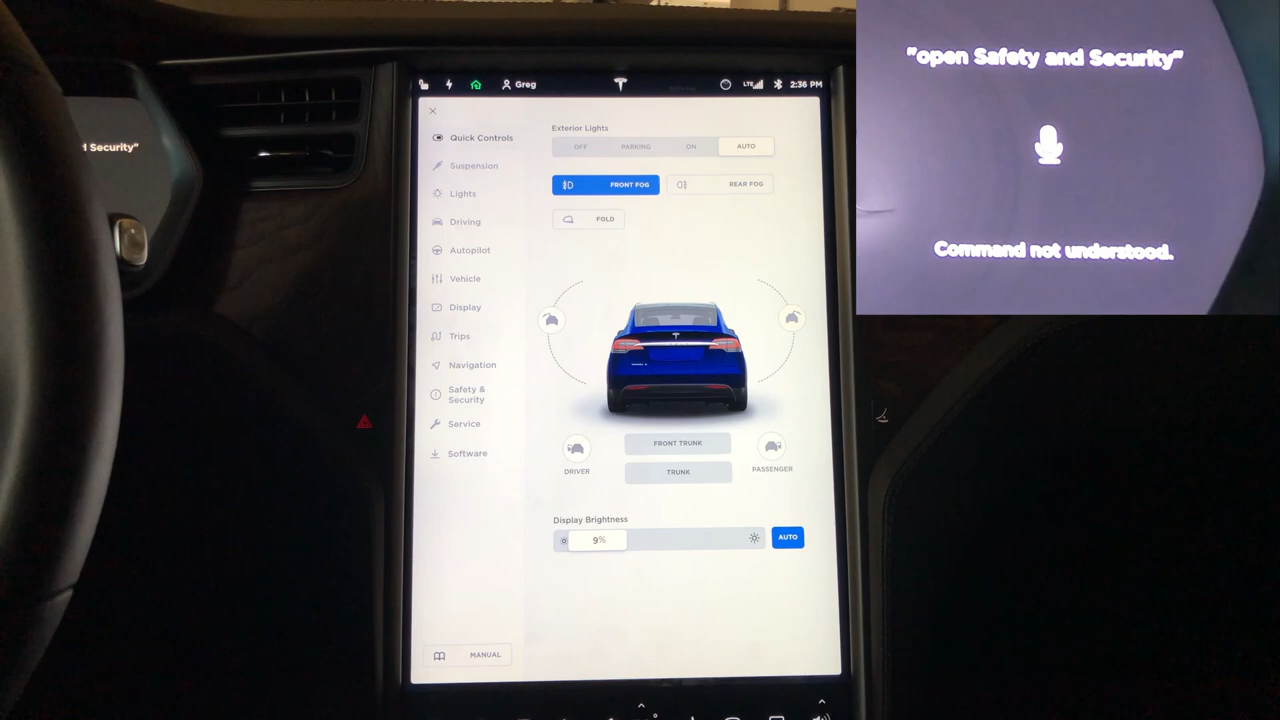 d Security"
Greg
LTE
2:36 PM
Quick Controls
Suspension
Lights
Driving
Autopilot
Vehicle
Display
Trips
Navigation
Safety &
Security
Service
Software
MANUAL
Exterior Lights
OFF PARKING ON AUTO
FRONT FOG
REAR FOG
FOLD
FRONT TRUNK
TRUNK
DRIVER
PASSENGER
Display Brightness
9%
AUTO
"open Safety and Security"
Command not understood.